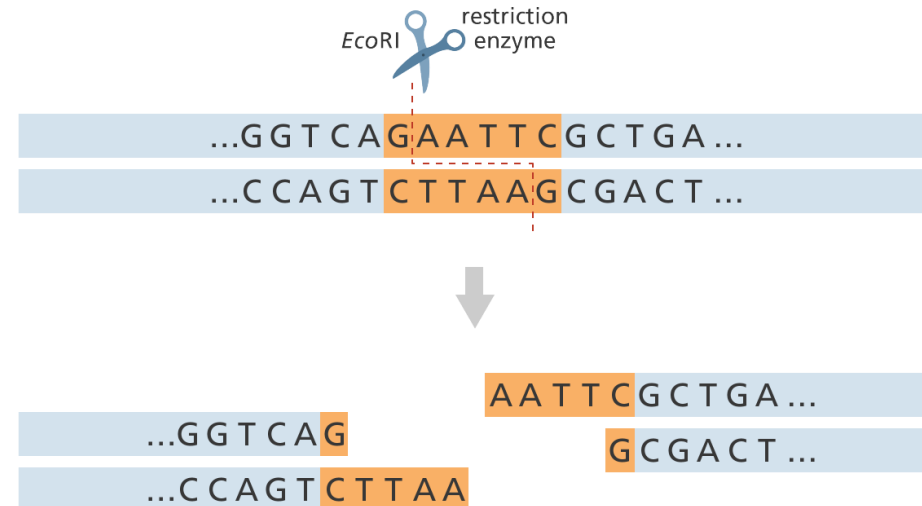 EcoRI
restriction
enzyme
...GGTCAGAATTCGCTGA...
...CCAGTCTTAAGCGACT...
AATTCGCTGA...
GCGACT...
...GGTCAG
...CCAGTCTTAA